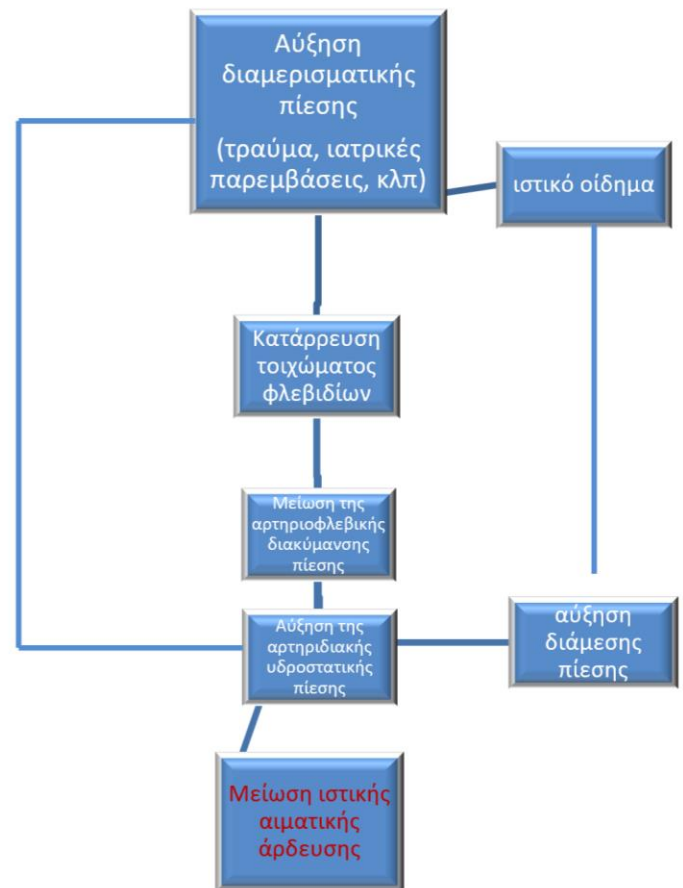 Αύξηση
διαμερισματικής
πίεσης
(τραύμα, ιατρικές
παρεμβάσεις, κλπ)
ιστικό οίδημα
Κατάρρευση
τοιχώματος
φλεβιδίων
Μείωση της
αρτηριοφλεβικής
διακύμανσης
πίεσης
Αύξηση της
αρτηριδιακής
υδροστατικής
πίεσης
αύξηση
διάμεσης
πίεσης
Μείωση ιστικής
αιματικής
άρδευσης